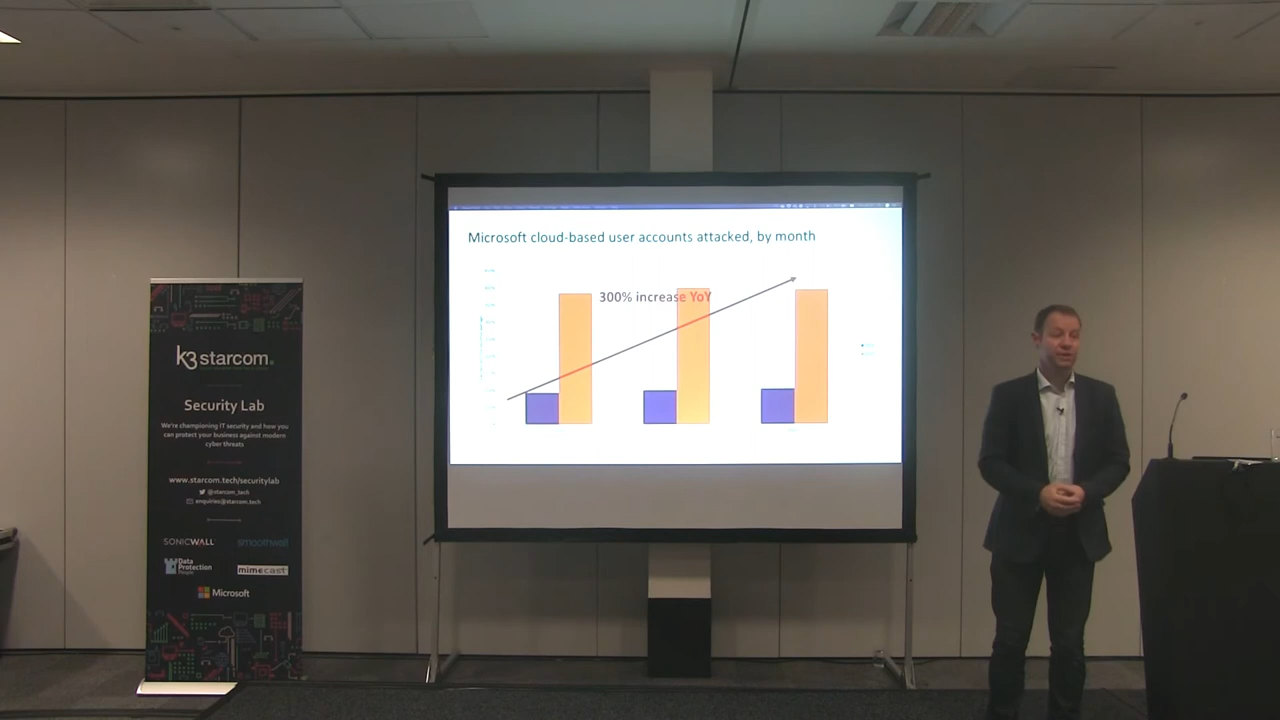 k3starcom.
Security Lab
We're championing IT security and how you
can protect your business against modern
cyber threats
www.starcom.tech/securitylab
@starcom_tech
enquiries@starcom.tech
SONICWALL
smoothwall
Data
Protection
People
mimecast
Microsoft
Microsoft cloud-based user accounts attacked, by month
300% increase YoY